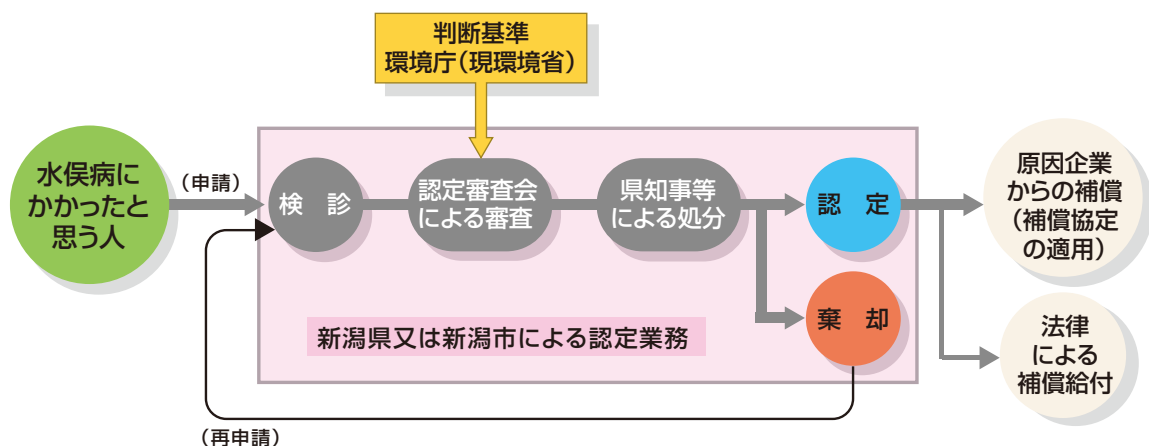 判断基準
環境庁（現環境省）
水俣病に
かかったと
思う人
（申請）
検 診
認定審査会
による審査
県知事等
による処分
認 定
原因企業
からの補償
（補償協定
の適用）
棄 却
新潟県又は新潟市による認定業務
法律
による
補償給付
（再申請）